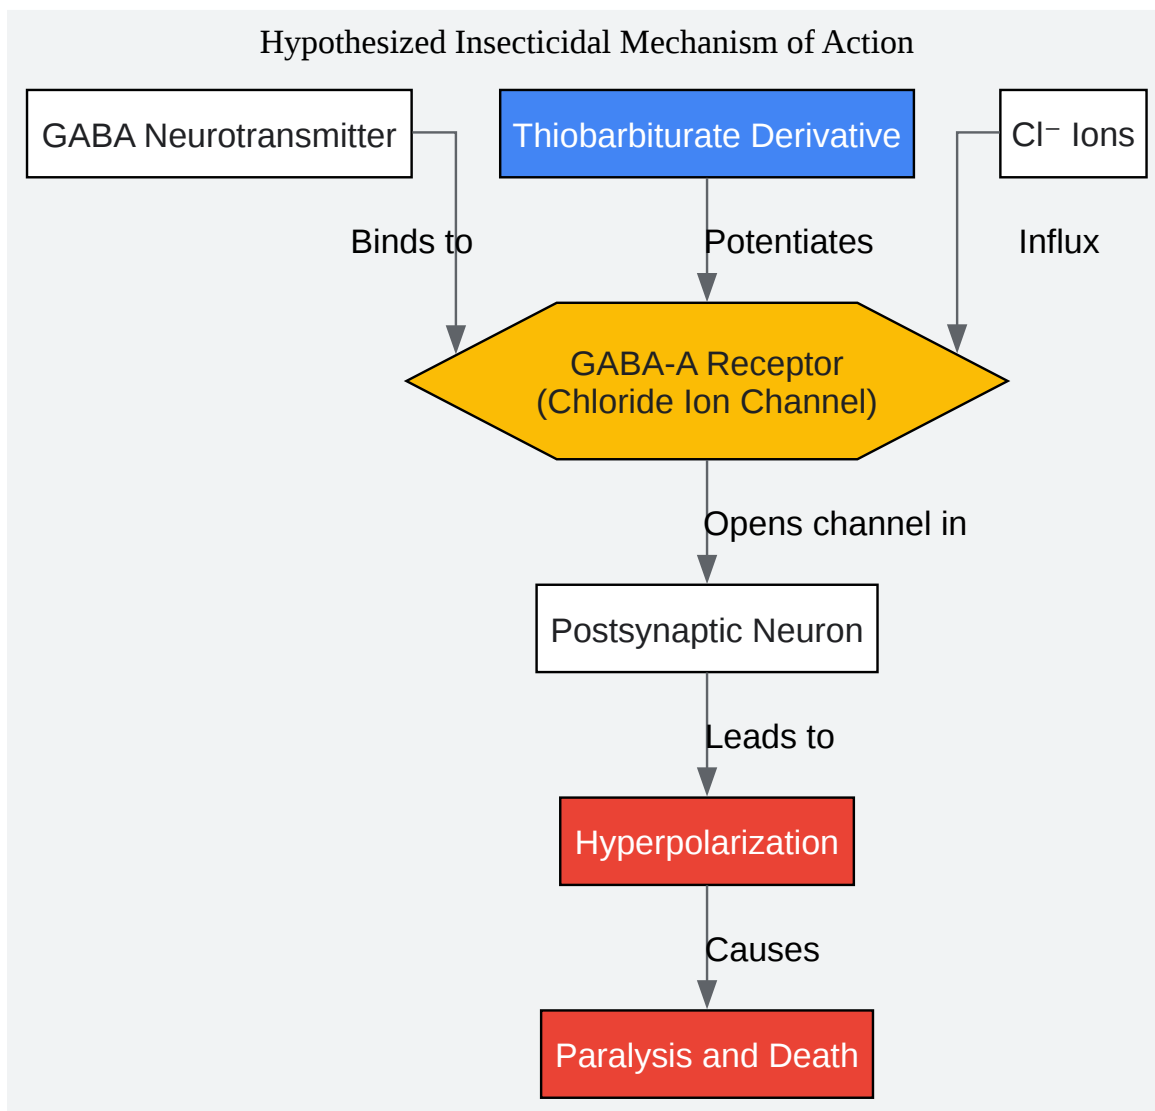 Hypothesized Insecticidal Mechanism of Action
GABA Neurotransmitter
Thiobarbiturate Derivative
Cl⁻ Ions
Binds to
Potentiates
Influx
GABA-A Receptor
(Chloride Ion Channel)
Opens channel in
Postsynaptic Neuron
Leads to
Hyperpolarization
Causes
Paralysis and Death